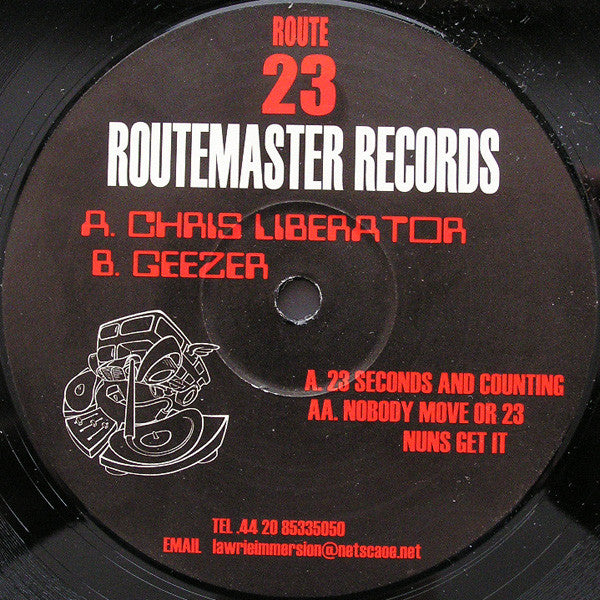 ROUTE
23
ROUTEMASTER RECORDS
A. CHRIS LIBERATOR
B. GEEZER
A. 23 SECONDS AND COUNTING
AA. NOBODY MOVE OR 23
NUNS GET IT
TEL .44 20 85335050
EMAIL lawrieimmersion@netscaoe.net